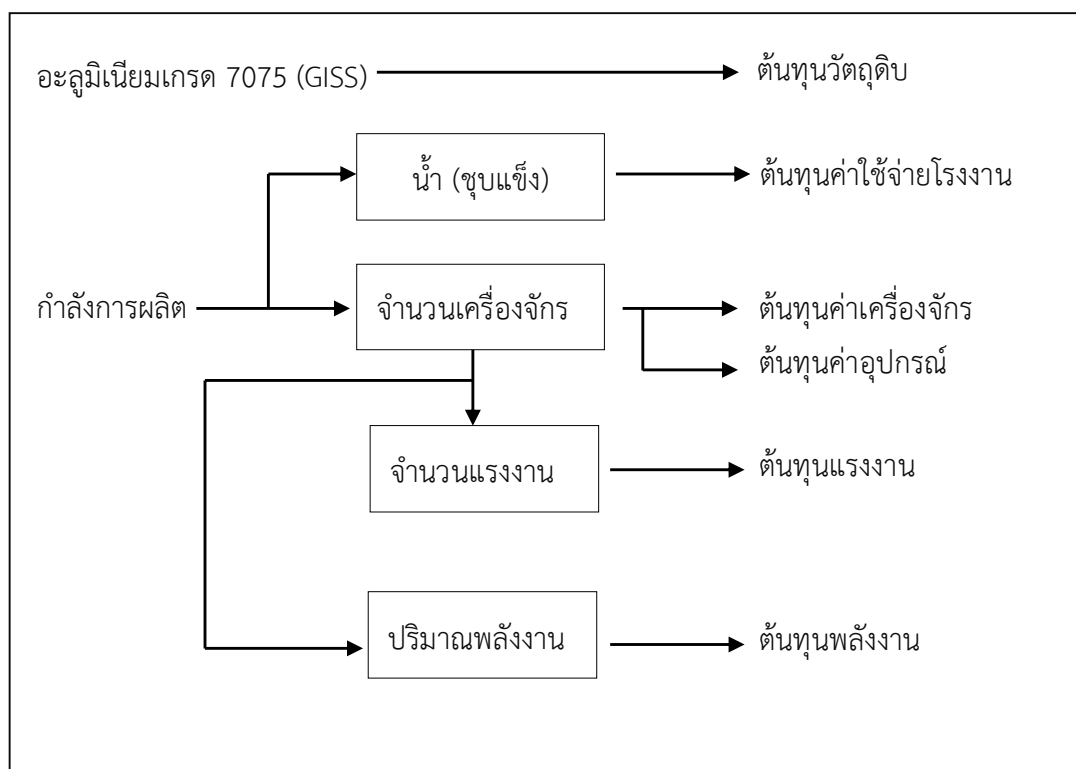 อะลูมิเนียมเกรด 7075 (GISS)
ต้นทุนวัตถุดิบ
น้ำ (ชุบแข็ง)
ต้นทุนค่าใช้จ่ายโรงงาน
กำลังการผลิต
จำนวนเครื่องจักร
ต้นทุนค่าเครื่องจักร
ต้นทุนค่าอุปกรณ์
จำนวนแรงงาน
ต้นทุนแรงงาน
ปริมาณพลังงาน
ต้นทุนพลังงาน